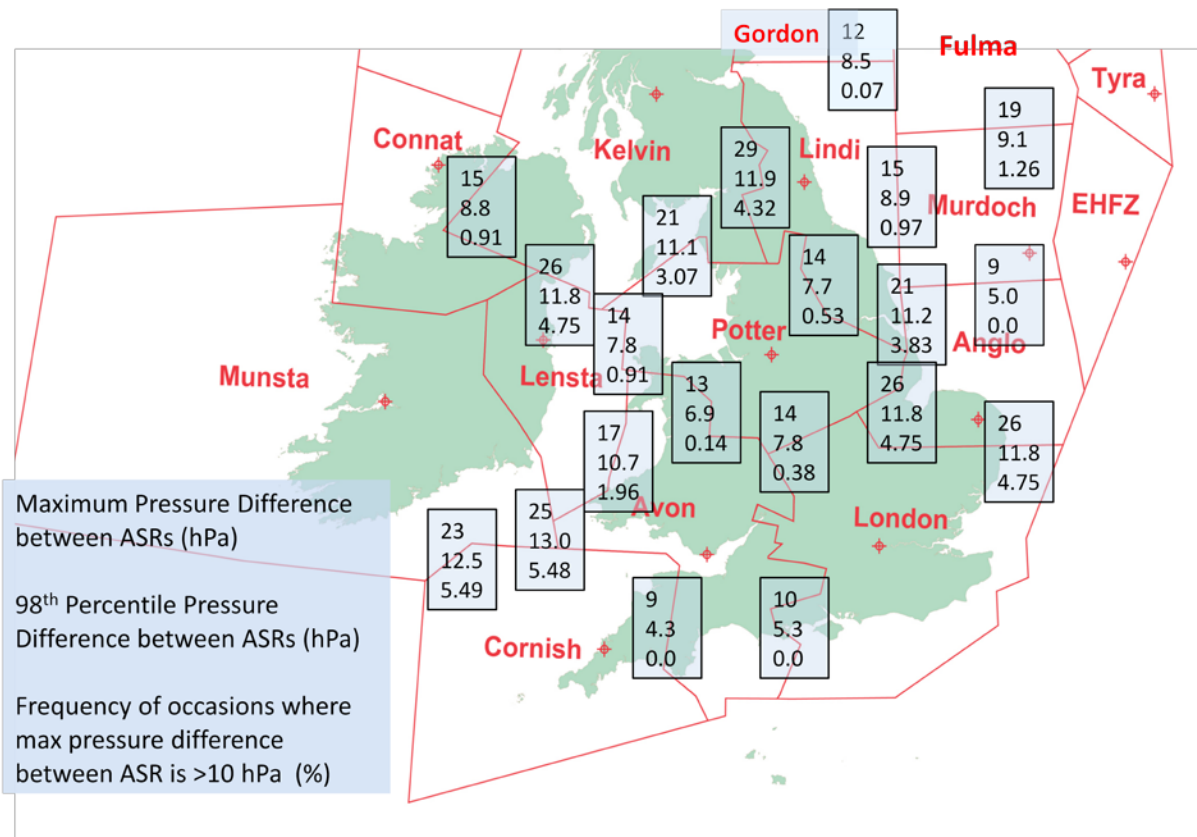 Gordon
12
8.5
0.07
Fulma
Tyra
19
9.1
1.26
Connat
Kelvin
29
11.9
4.32
Lindi
15
8.9
0.97
Murdoch
EHFZ
15
8.8
0.91
21
11.1
3.07
26
11.8
4.75
14
7.7
0.53
21
11.2
3.83
9
5.0
0.0
Anglo
14
7.8
0.91
Potter
Munsta
Lensta
13
6.9
0.14
14
7.8
0.38
26
11.8
4.75
26
11.8
4.75
17
10.7
1.96
Avon
London
25
13.0
5.48
23
12.5
5.49
Cornish
9
4.3
0.0
10
5.3
0.0
Maximum Pressure Difference
between ASRs (hPa)
98th Percentile Pressure
Difference between ASRs (hPa)
Frequency of occasions where
max pressure difference
between ASR is >10 hPa (%)